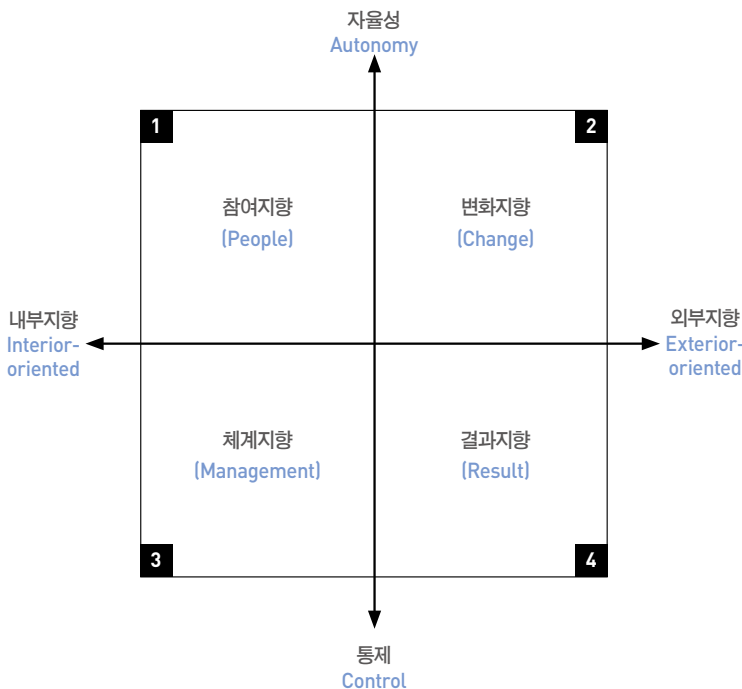 자율성
Autonomy
1
2
참여지향
(People)
변화지향
(Change)
내부지향
Interior-
oriented
외부지향
Exterior-
oriented
체계지향
(Management)
결과지향
(Result)
3
4
통제
Control